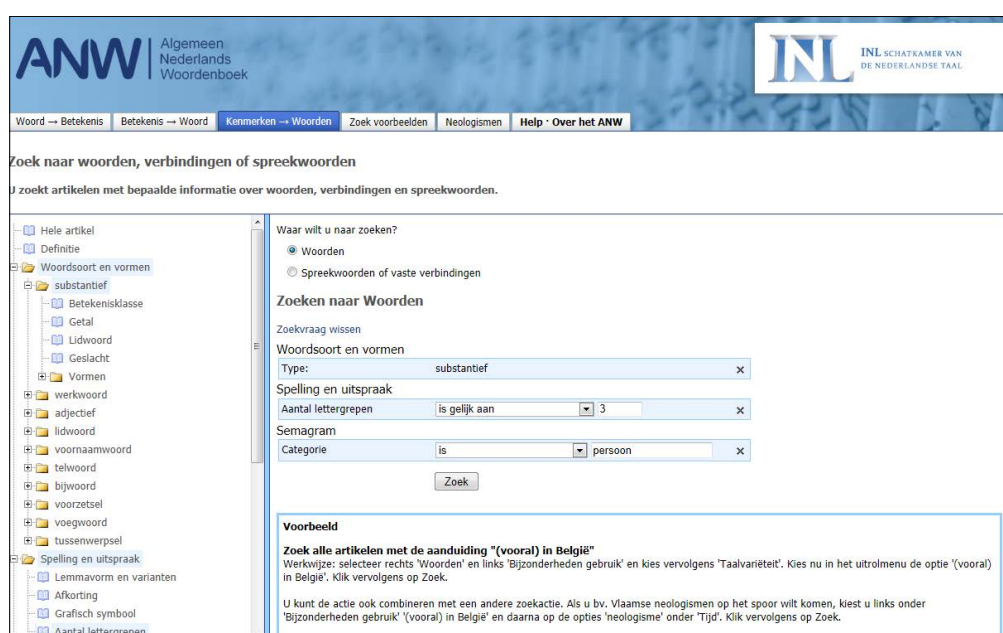 ANW
Algemeen
Nederlands
Woordenboek
INL
INL SCHATKAMER VAN
DE NEDERLANDSE TAAL
Woord → Betekenis
Betekenis → Woord
Kenmerken → Woorden
Zoek voorbeelden
Neologismen
Help · Over het ANW
Zoek naar woorden, verbindingen of spreekwoorden
U zoekt artikelen met bepaalde informatie over woorden, verbindingen en spreekwoorden.
Hele artikel
Definitie
Woordsoort en vormen
substantief
Betekenisklasse
Getal
Lidwoord
Geslacht
Vormen
werkwoord
adjectief
lidwoord
voornaamwoord
telwoord
bijwoord
voorzetsel
voegwoord
tussenwerpsel
Spelling en uitspraak
Lemmavorm en varianten
Afkorting
Grafisch symbool
Aantal lettergrepen
Waar wilt u naar zoeken?
Woorden
Spreekwoorden of vaste verbindingen
Zoeken naar Woorden
Zoekvraag wissen
Woordsoort en vormen
Type: substantief x
Spelling en uitspraak
Aantal lettergrepen is gelijk aan 3 x
Semagram
Categorie is persoon x
Zoek
Voorbeeld
Zoek alle artikelen met de aanduiding "(vooral) in België"
Werkwijze: selecteer rechts 'Woorden' en links 'Bijzonderheden gebruik' en kies vervolgens 'Taalvariëteit'. Kies nu in het uitrolmenu de optie '(vooral)
in België'. Klik vervolgens op Zoek.
U kunt de actie ook combineren met een andere zoekactie. Als u bv. Vlaamse neologismen op het spoor wilt komen, kiest u links onder
'Bijzonderheden gebruik' '(vooral) in België' en daarna op de opties 'neologisme' onder 'Tijd'. Klik vervolgens op Zoek.